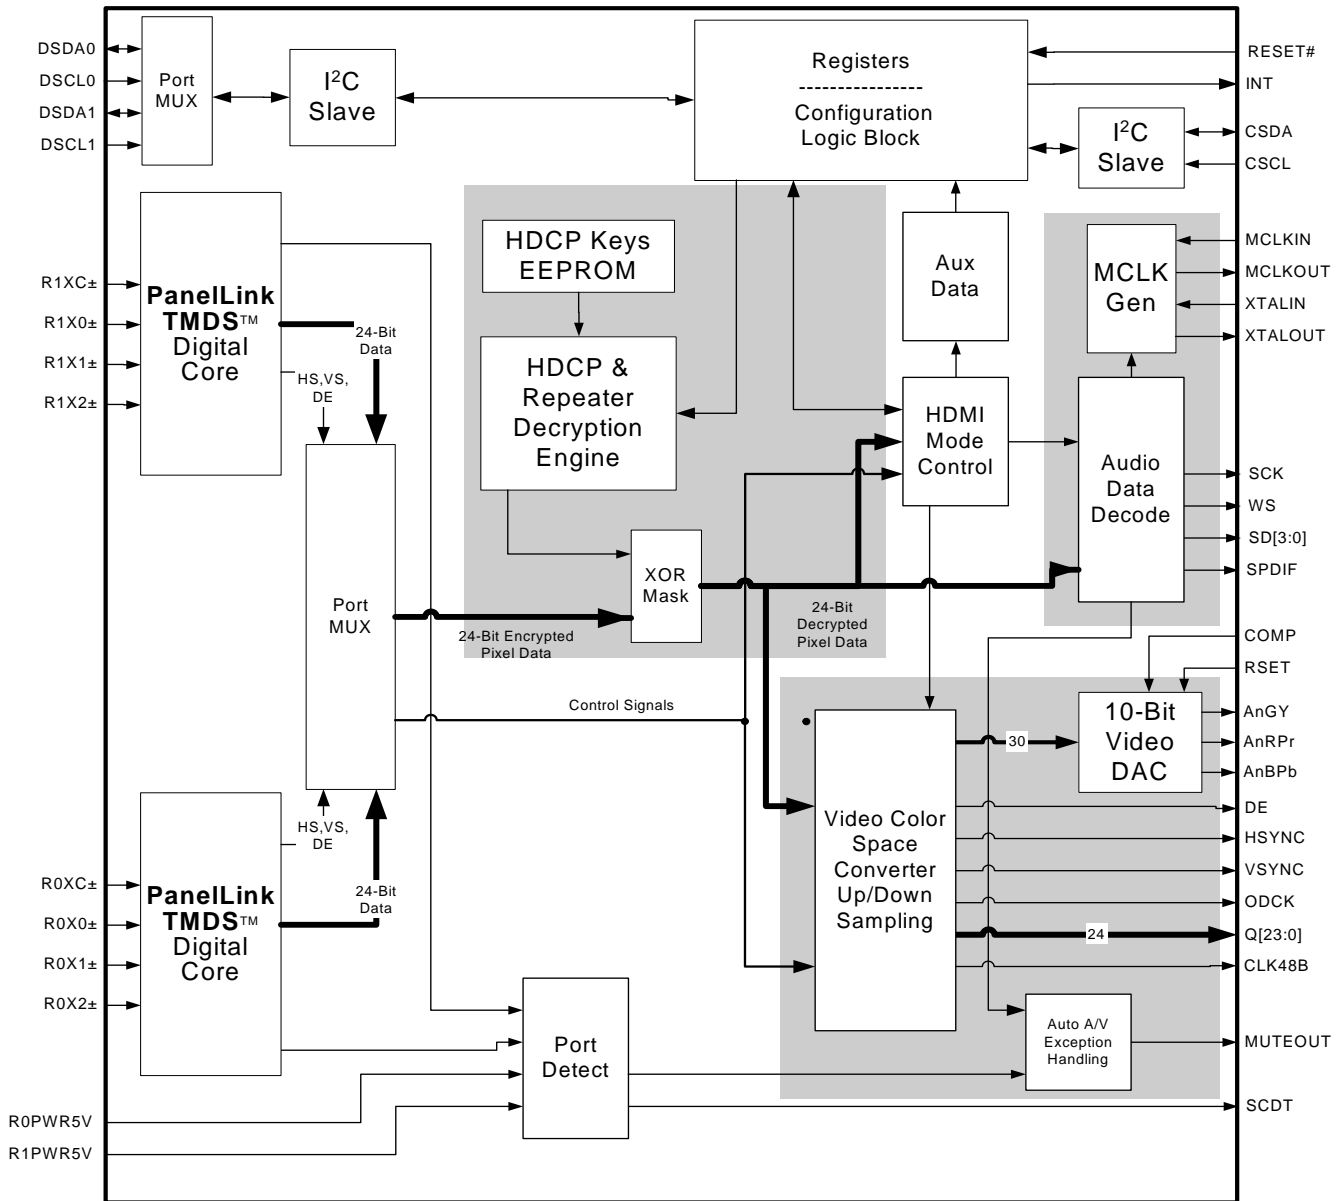 DSDA0
DSCL0
DSDA1
DSCL1
Port
MUX
I²C
Slave
Registers
----------------
Configuration
Logic Block
RESET#
INT
I²C
Slave
CSDA
CSCL
R1XC±
R1X0±
R1X1±
R1X2±
PanelLink
TMDS™
Digital
Core
24-Bit
Data
HS,VS,
DE
HDCP Keys
EEPROM
HDCP &
Repeater
Decryption
Engine
Aux
Data
MCLK
Gen
MCLKIN
MCLKOUT
XTALIN
XTALOUT
HDMI
Mode
Control
Audio
Data
Decode
SCK
WS
SD[3:0]
SPDIF
Port
MUX
XOR
Mask
24-Bit Encrypted
Pixel Data
24-Bit
Decrypted
Pixel Data
Control Signals
COMP
RSET
10-Bit
Video
DAC
AnGY
AnRPr
AnBPb
30
Video Color
Space
Converter
Up/Down
Sampling
DE
HSYNC
VSYNC
ODCK
24
Q[23:0]
CLK48B
HS,VS,
DE
24-Bit
Data
R0XC±
R0X0±
R0X1±
R0X2±
PanelLink
TMDS™
Digital
Core
Port
Detect
Auto A/V
Exception
Handling
MUTEOUT
SCDT
R0PWR5V
R1PWR5V